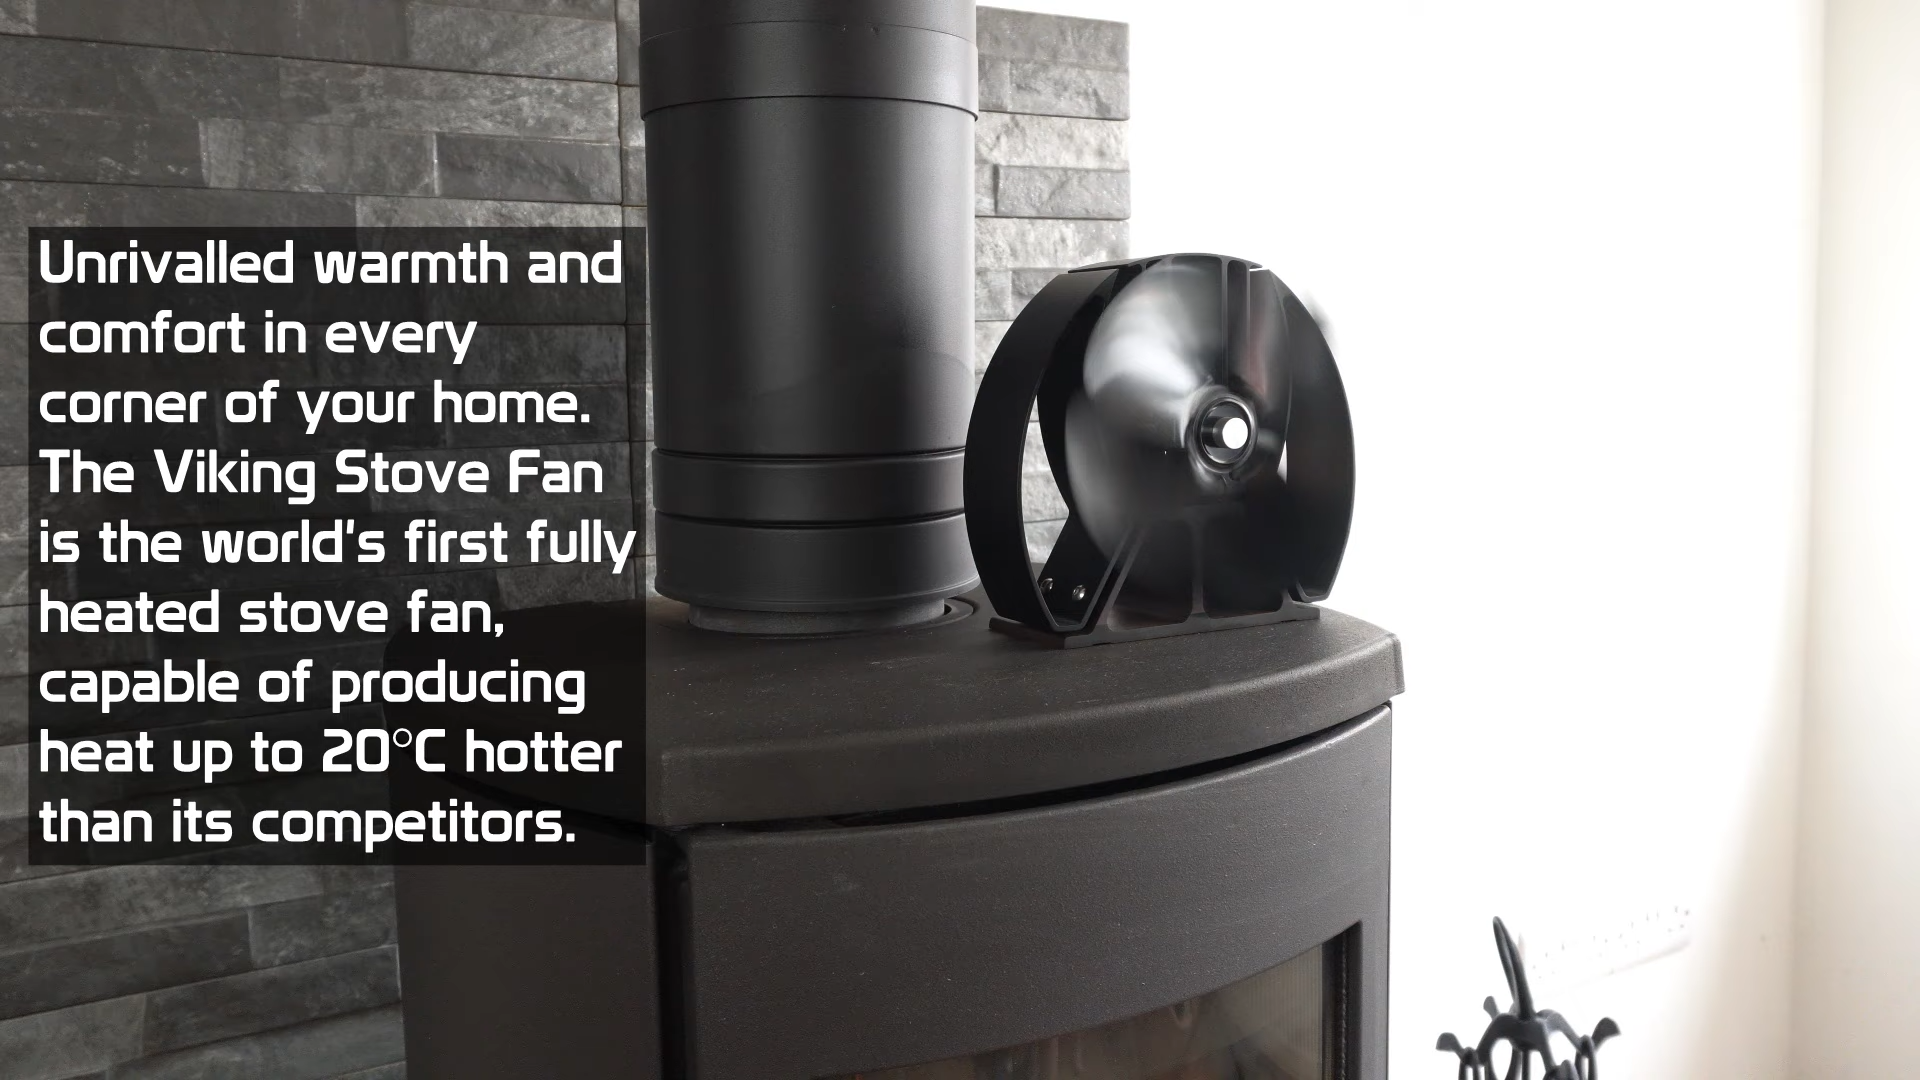 Unrivalled warmth and
comfort in every
corner of your home.
The Viking Stove Fan
is the world's first fully
heated stove fan,
capable of producing
heat up to 20°C hotter
than its competitors.